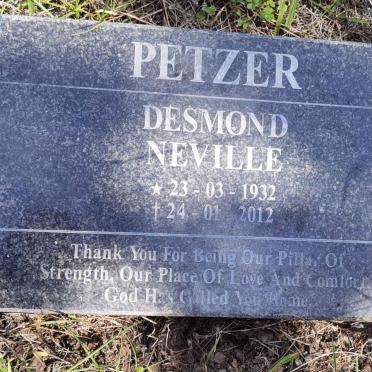 PETZER
DESMOND
NEVILLE
★ 23 - 03 - 1932
† 24 - 01 - 2012
Thank You For Being Our Pillar Of
Strength, Our Place Of Love And Comfort
God Has Called You Home